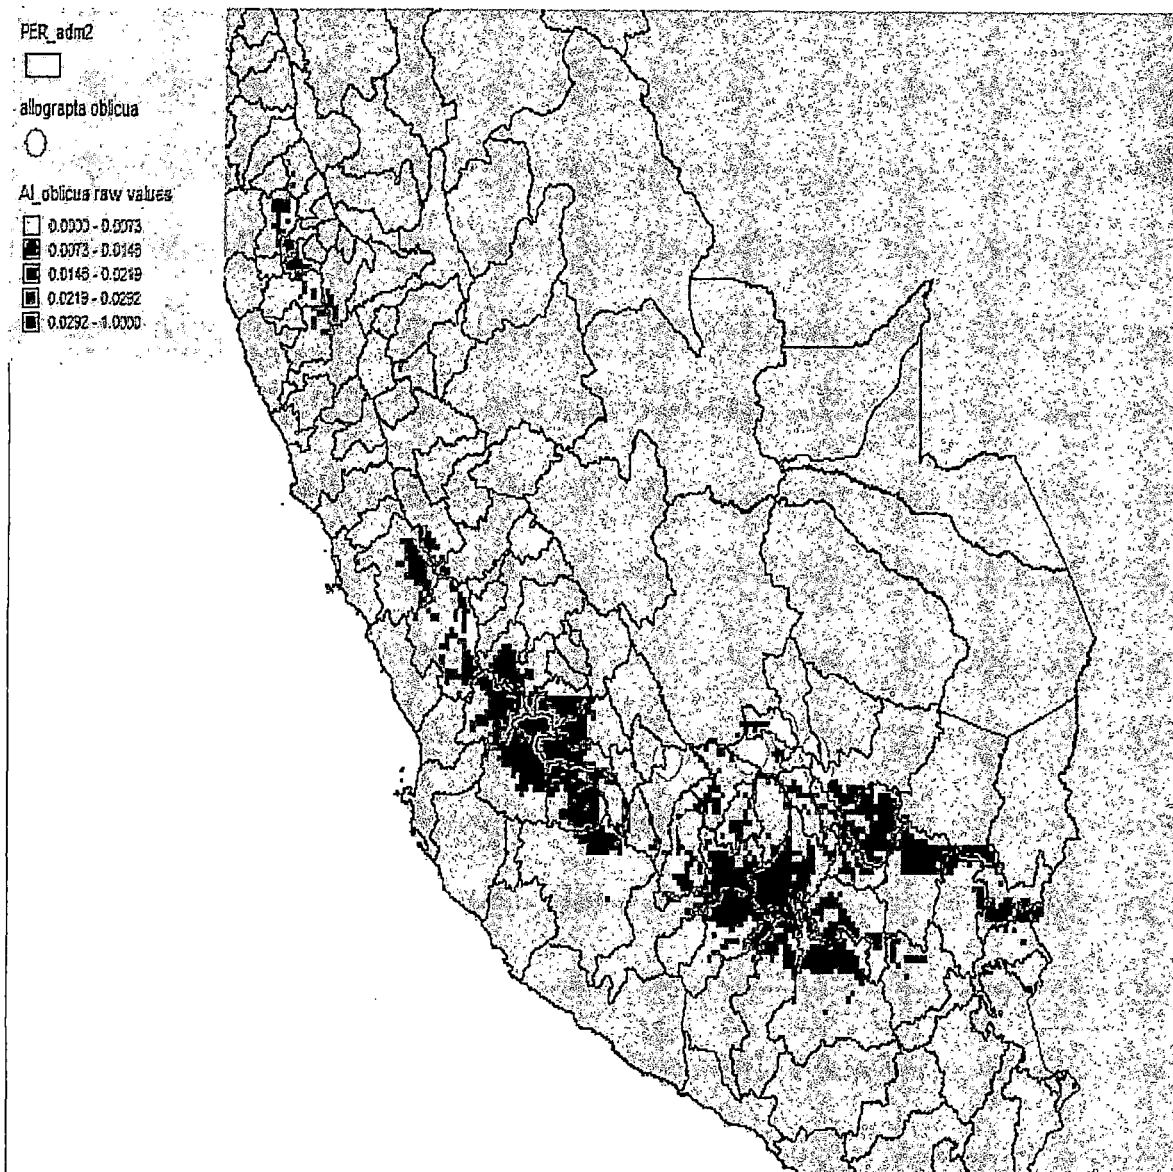 PER_adm2
allograpta oblicua
Al_oblicua raw values
0.0000 - 0.0073
0.0073 - 0.0146
0.0146 - 0.0219
0.0219 - 0.0292
0.0292 - 1.0000